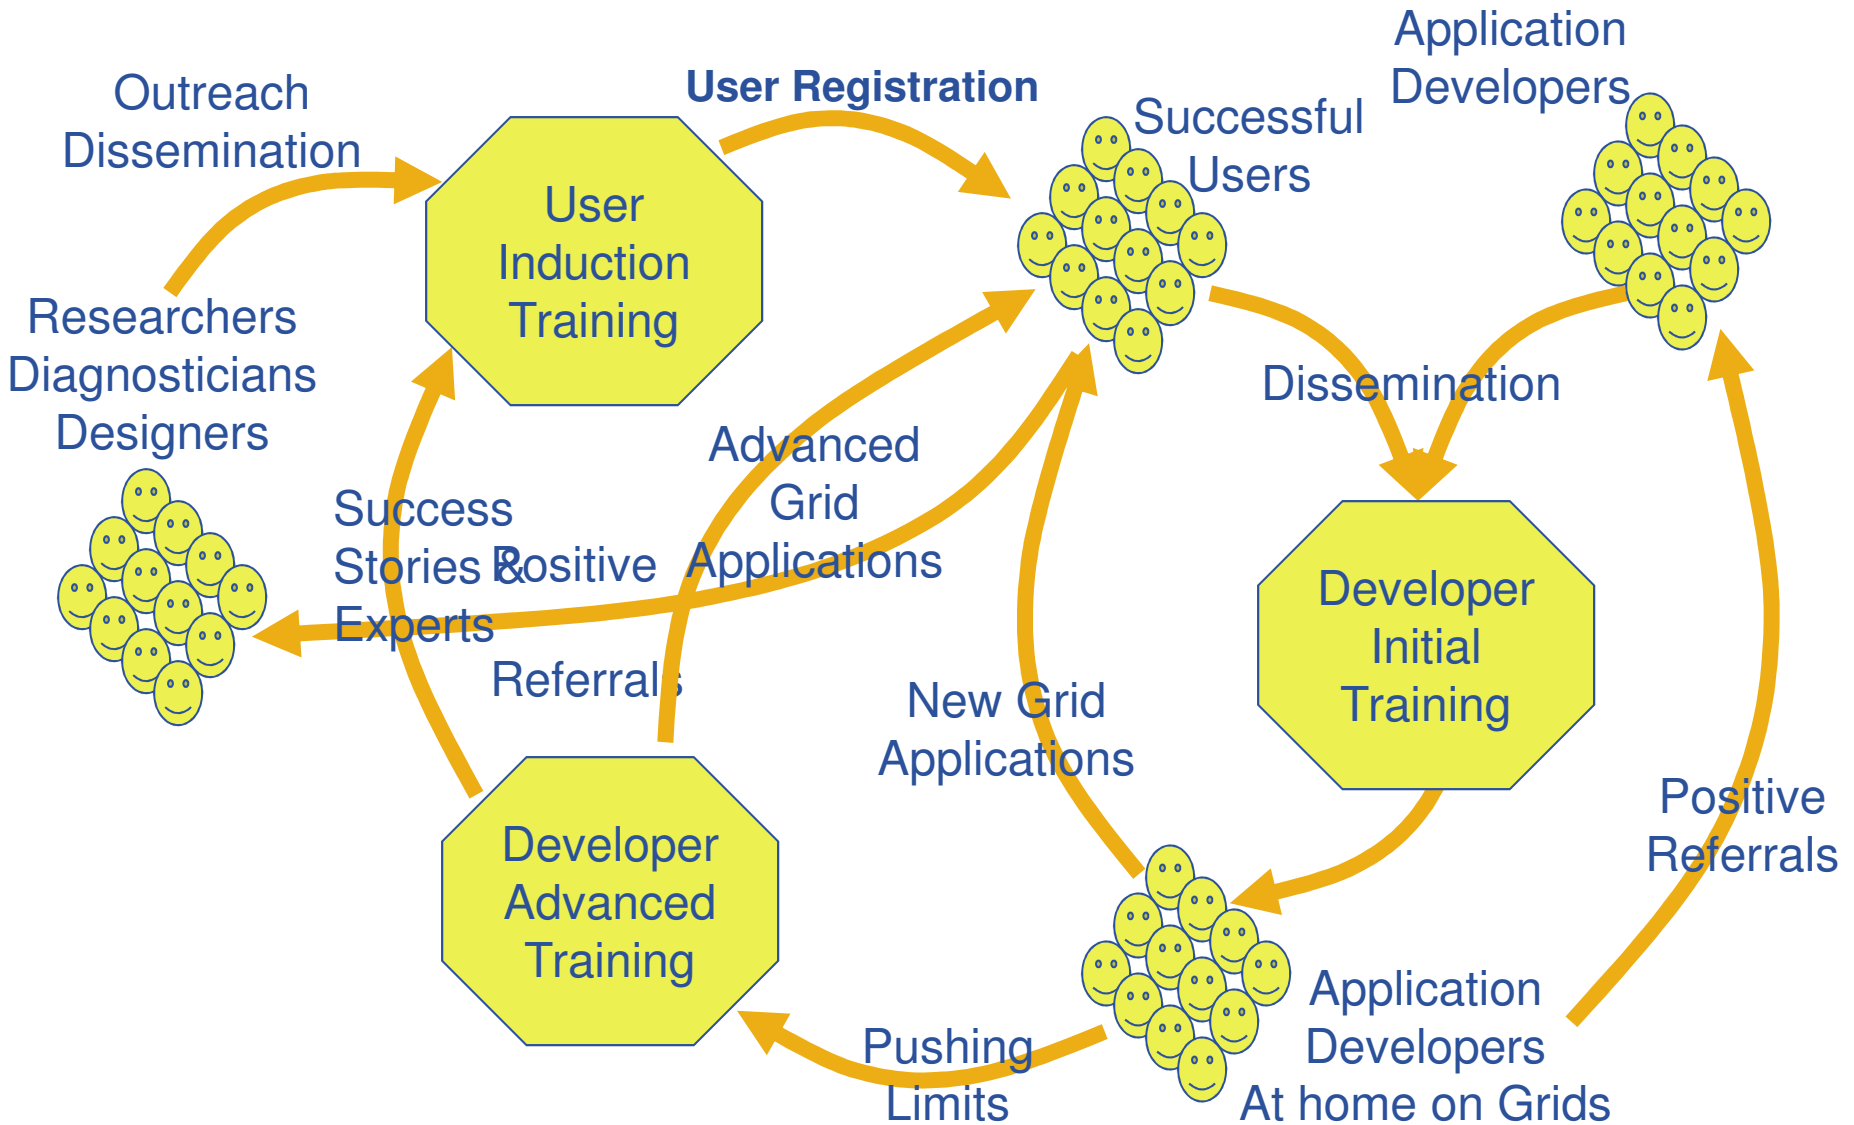 Application
Developers
Outreach
Dissemination
User Registration
Successful
Users
User
Induction
Training
Researchers
Diagnosticians
Designers
Dissemination
Advanced
Grid
Applications
Success
Stories &
Experts
Positive
Referrals
Developer
Initial
Training
New Grid
Applications
Positive
Referrals
Developer
Advanced
Training
Application
Developers
At home on Grids
Pushing
Limits